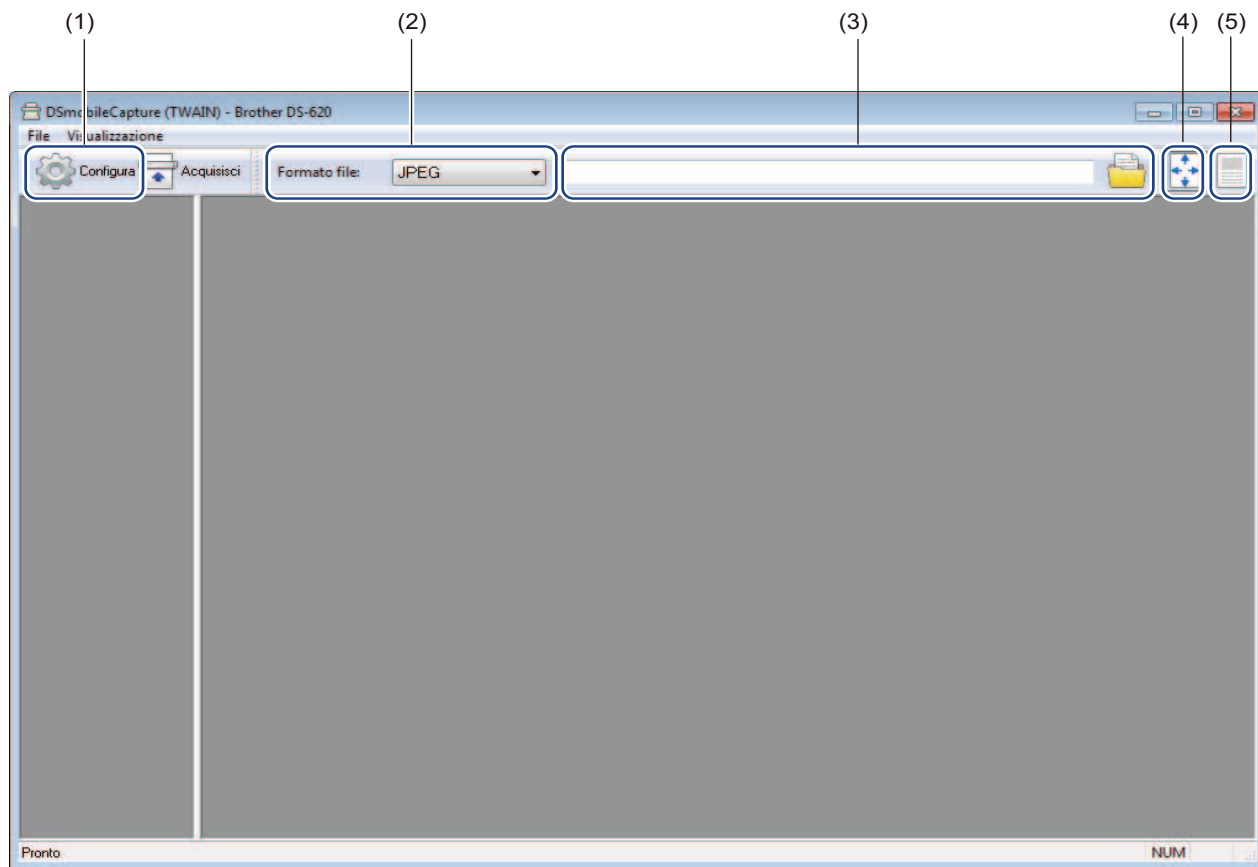 (1) (2) (3) (4) (5)
DSmobileCapture (TWAIN) - Brother DS-620
File Visualizzazione
Configura Acquisisci Formato file: JPEG
Pronto NUM